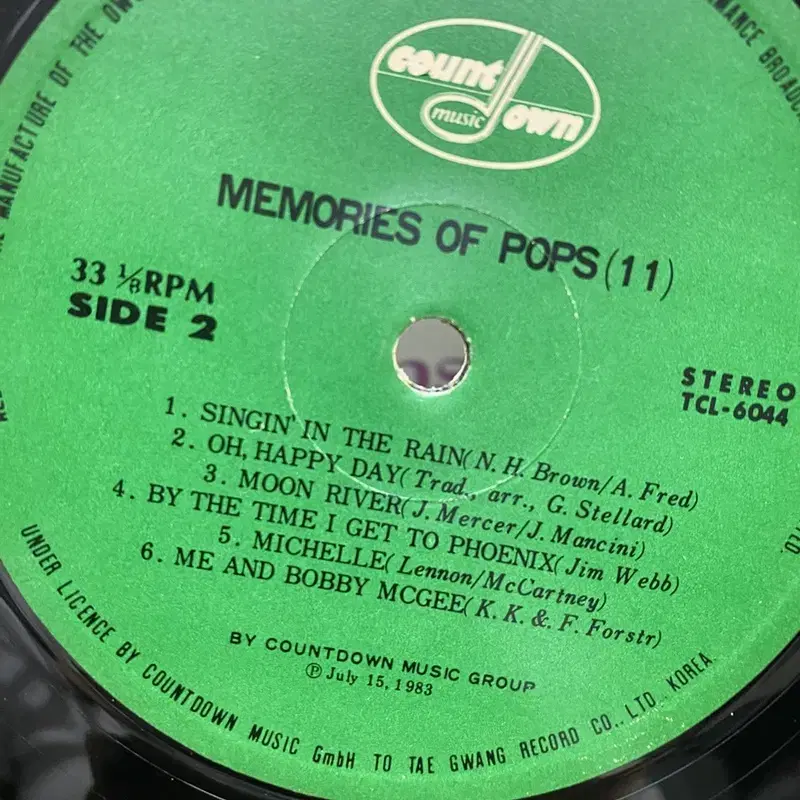 count down
music
MEMORIES OF POPS (11)
33 ⅓RPM
SIDE 2
STEREO
TCL-6044
1. SINGIN' IN THE RAIN(N. H. Brown/A. Fred)
2. OH, HAPPY DAY(Trad., arr., G. Stellard)
3. MOON RIVER(J. Mercer/J. Mancini)
4. BY THE TIME I GET TO PHOENIX(Jim Webb)
5. MICHELLE(Lennon/McCartney)
6. ME AND BOBBY MCGEE(K. K. & F. Forstr)
BY COUNTDOWN MUSIC GROUP
Ⓟ July 15, 1983
MANUFACTURE OF THE
UNDER LICENCE BY COUNTDOWN MUSIC GmbH TO TAE GWANG RECORD CO., LTD., KOREA.